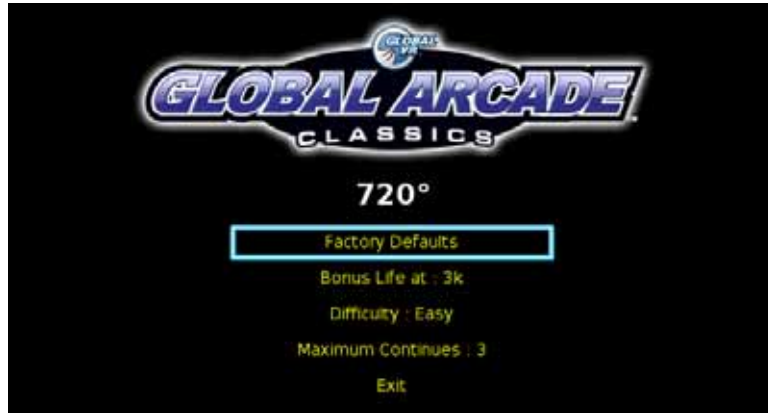 GLOBAL VR
GLOBAL ARCADE
CLASSICS
720°
Factory Defaults
Bonus Life at : 3k
Difficulty : Easy
Maximum Continues : 3
Exit